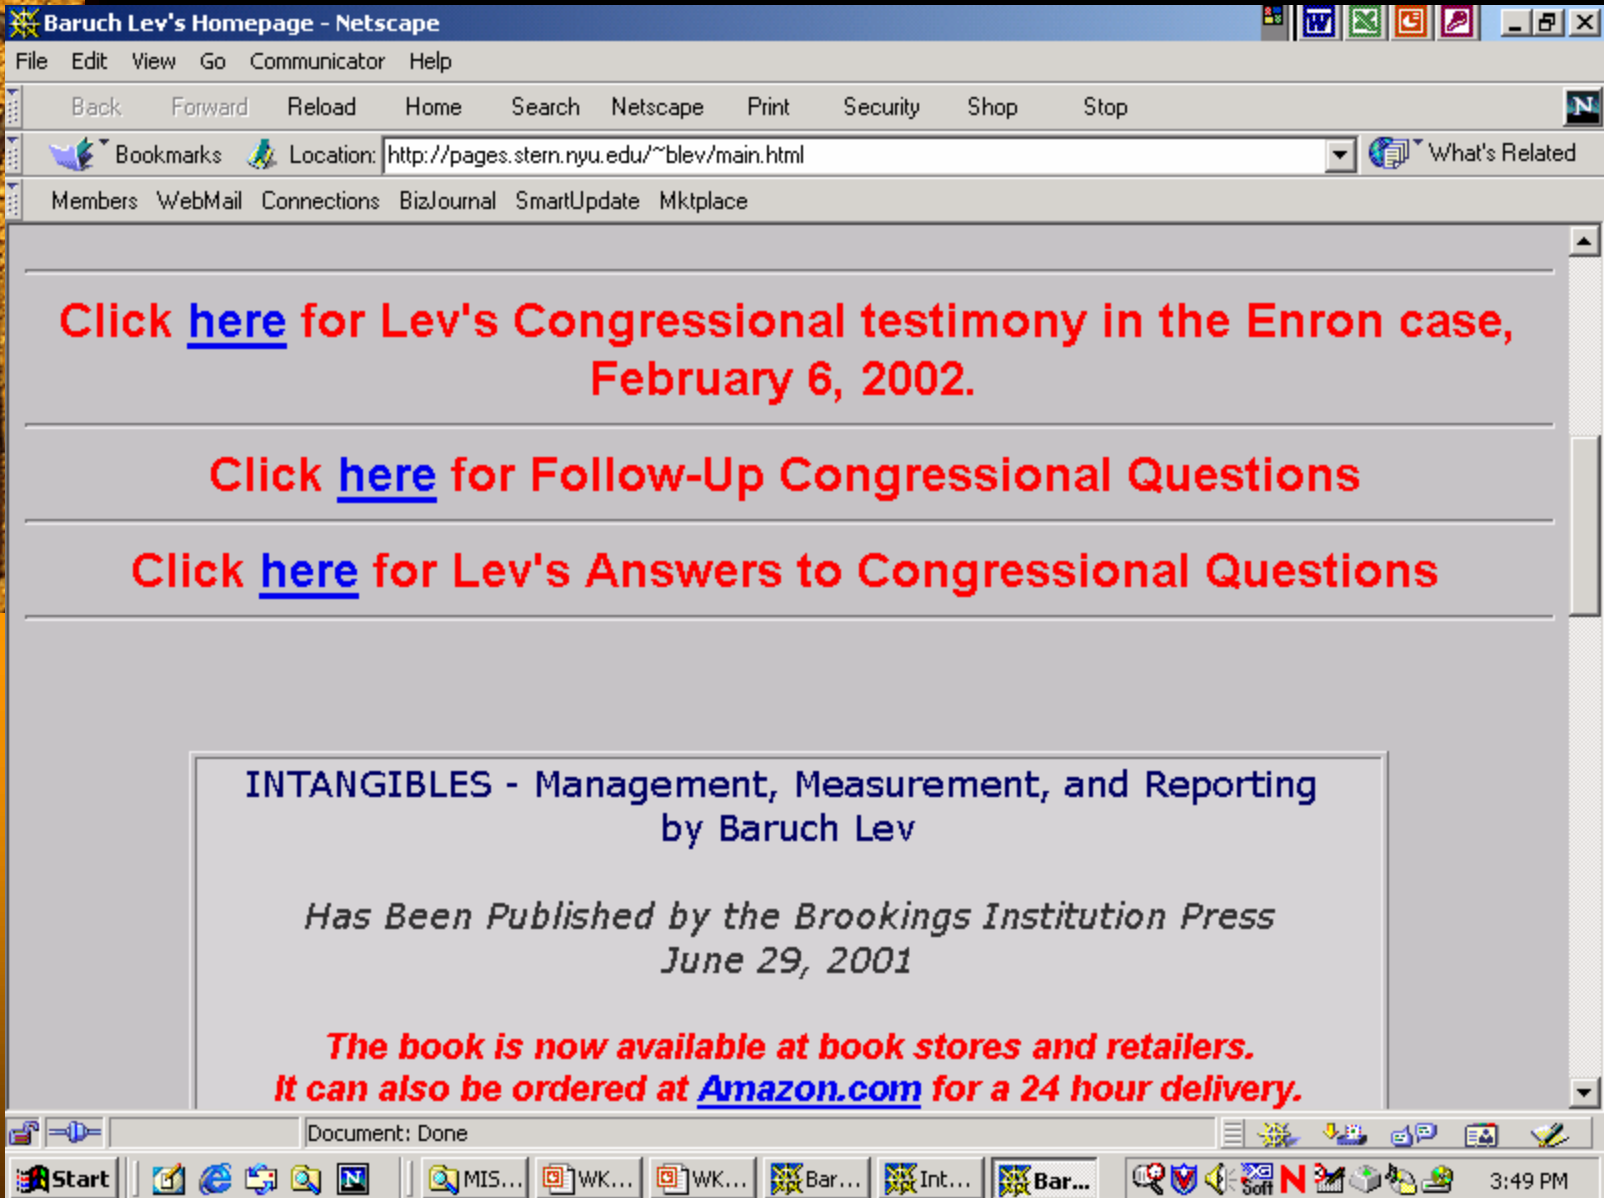 Baruch Lev's Homepage - Netscape
File Edit View Go Communicator Help
Back Forward Reload Home Search Netscape Print Security Shop Stop
Bookmarks Location: http://pages.stern.nyu.edu/~blev/main.html What's Related
Members WebMail Connections BizJournal SmartUpdate Mktplace
Click here for Lev's Congressional testimony in the Enron case,
February 6, 2002.
Click here for Follow-Up Congressional Questions
Click here for Lev's Answers to Congressional Questions
INTANGIBLES - Management, Measurement, and Reporting
by Baruch Lev
Has Been Published by the Brookings Institution Press
June 29, 2001
The book is now available at book stores and retailers.
It can also be ordered at Amazon.com for a 24 hour delivery.
Document: Done
Start MIS... WK... WK... Bar... Int... Bar... 3:49 PM